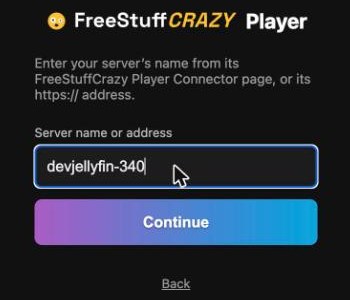 FreeStuffCRAZY Player
Enter your server's name from its
FreeStuffCrazy Player Connector page, or its
https:// address.
Server name or address
devjellyfin-340
Continue
Back